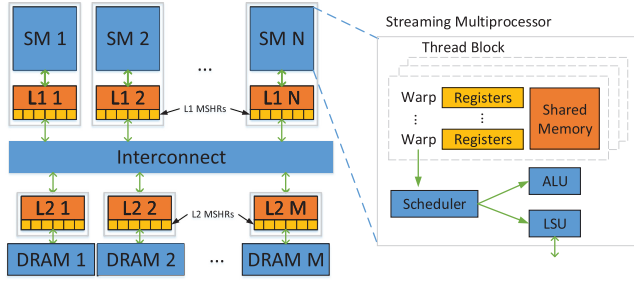 SM 1
SM 2
SM N
...
L1 1
L1 2
L1 N
L1 MSHRs
Interconnect
L2 1
L2 2
L2 M
L2 MSHRs
DRAM 1
DRAM 2
...
DRAM M
Streaming Multiprocessor
Thread Block
Warp
Registers
⋮
⋮
Warp
Registers
Shared
Memory
Scheduler
ALU
LSU